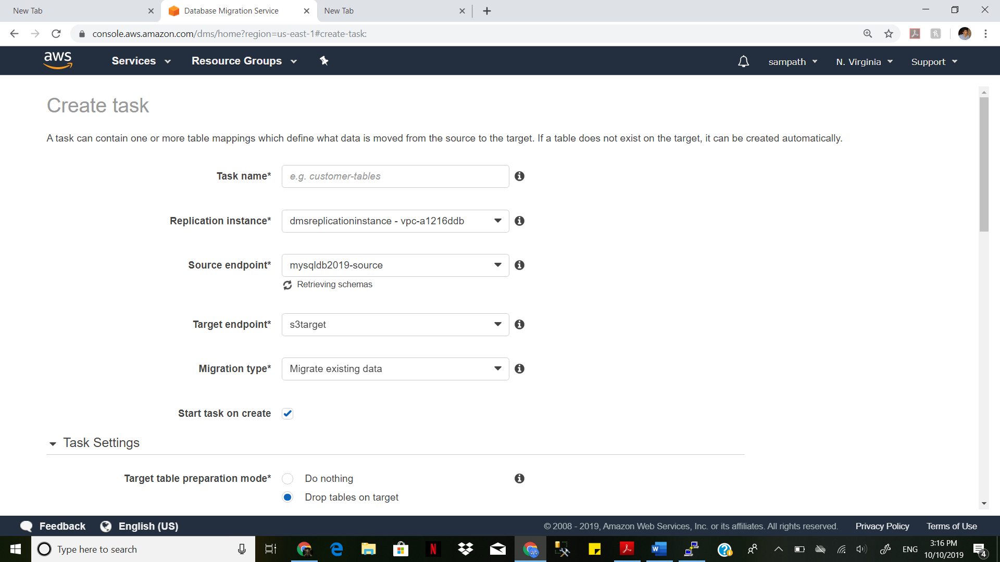 New Tab
Database Migration Service
New Tab
console.aws.amazon.com/dms/home?region=us-east-1#create-task:
aws
Services
Resource Groups
sampath
N. Virginia
Support
Create task
A task can contain one or more table mappings which define what data is moved from the source to the target. If a table does not exist on the target, it can be created automatically.
Task name*
e.g. customer-tables
Replication instance*
dmsreplicationinstance - vpc-a1216ddb
Source endpoint*
mysqldb2019-source
Retrieving schemas
Target endpoint*
s3target
Migration type*
Migrate existing data
Start task on create
Task Settings
Target table preparation mode*
Do nothing
Drop tables on target
Feedback
English (US)
© 2008 - 2019, Amazon Web Services, Inc. or its affiliates. All rights reserved.
Privacy Policy
Terms of Use
Type here to search
ENG
3:16 PM
10/10/2019
4